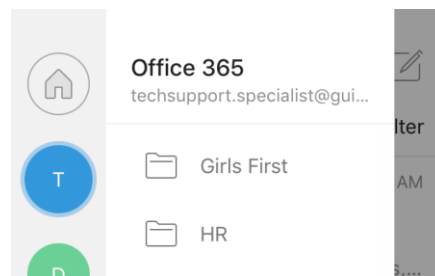 Office 365
techsupport.specialist@gui...
lter
T
Girls First
AM
HR
D
s,...